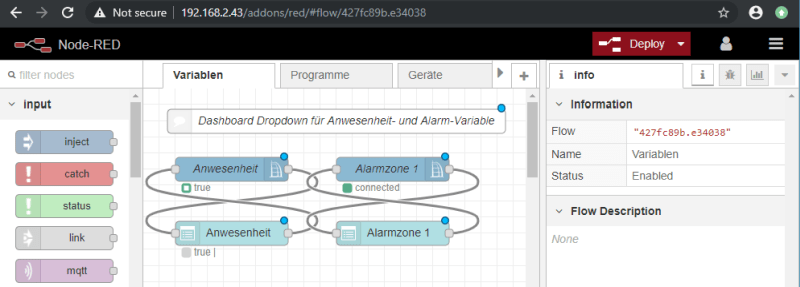 Not secure | 192.168.2.43/addons/red/#flow/427fc89b.e34038
Node-RED
Deploy
filter nodes
Variablen
Programme
Geräte
info
i
input
Information
Dashboard Dropdown für Anwesenheit- und Alarm-Variable
Flow "427fc89b.e34038"
inject
Name Variablen
catch
Anwesenheit
Alarmzone 1
Status Enabled
true
connected
status
Flow Description
link
Anwesenheit
Alarmzone 1
None
true |
mqtt